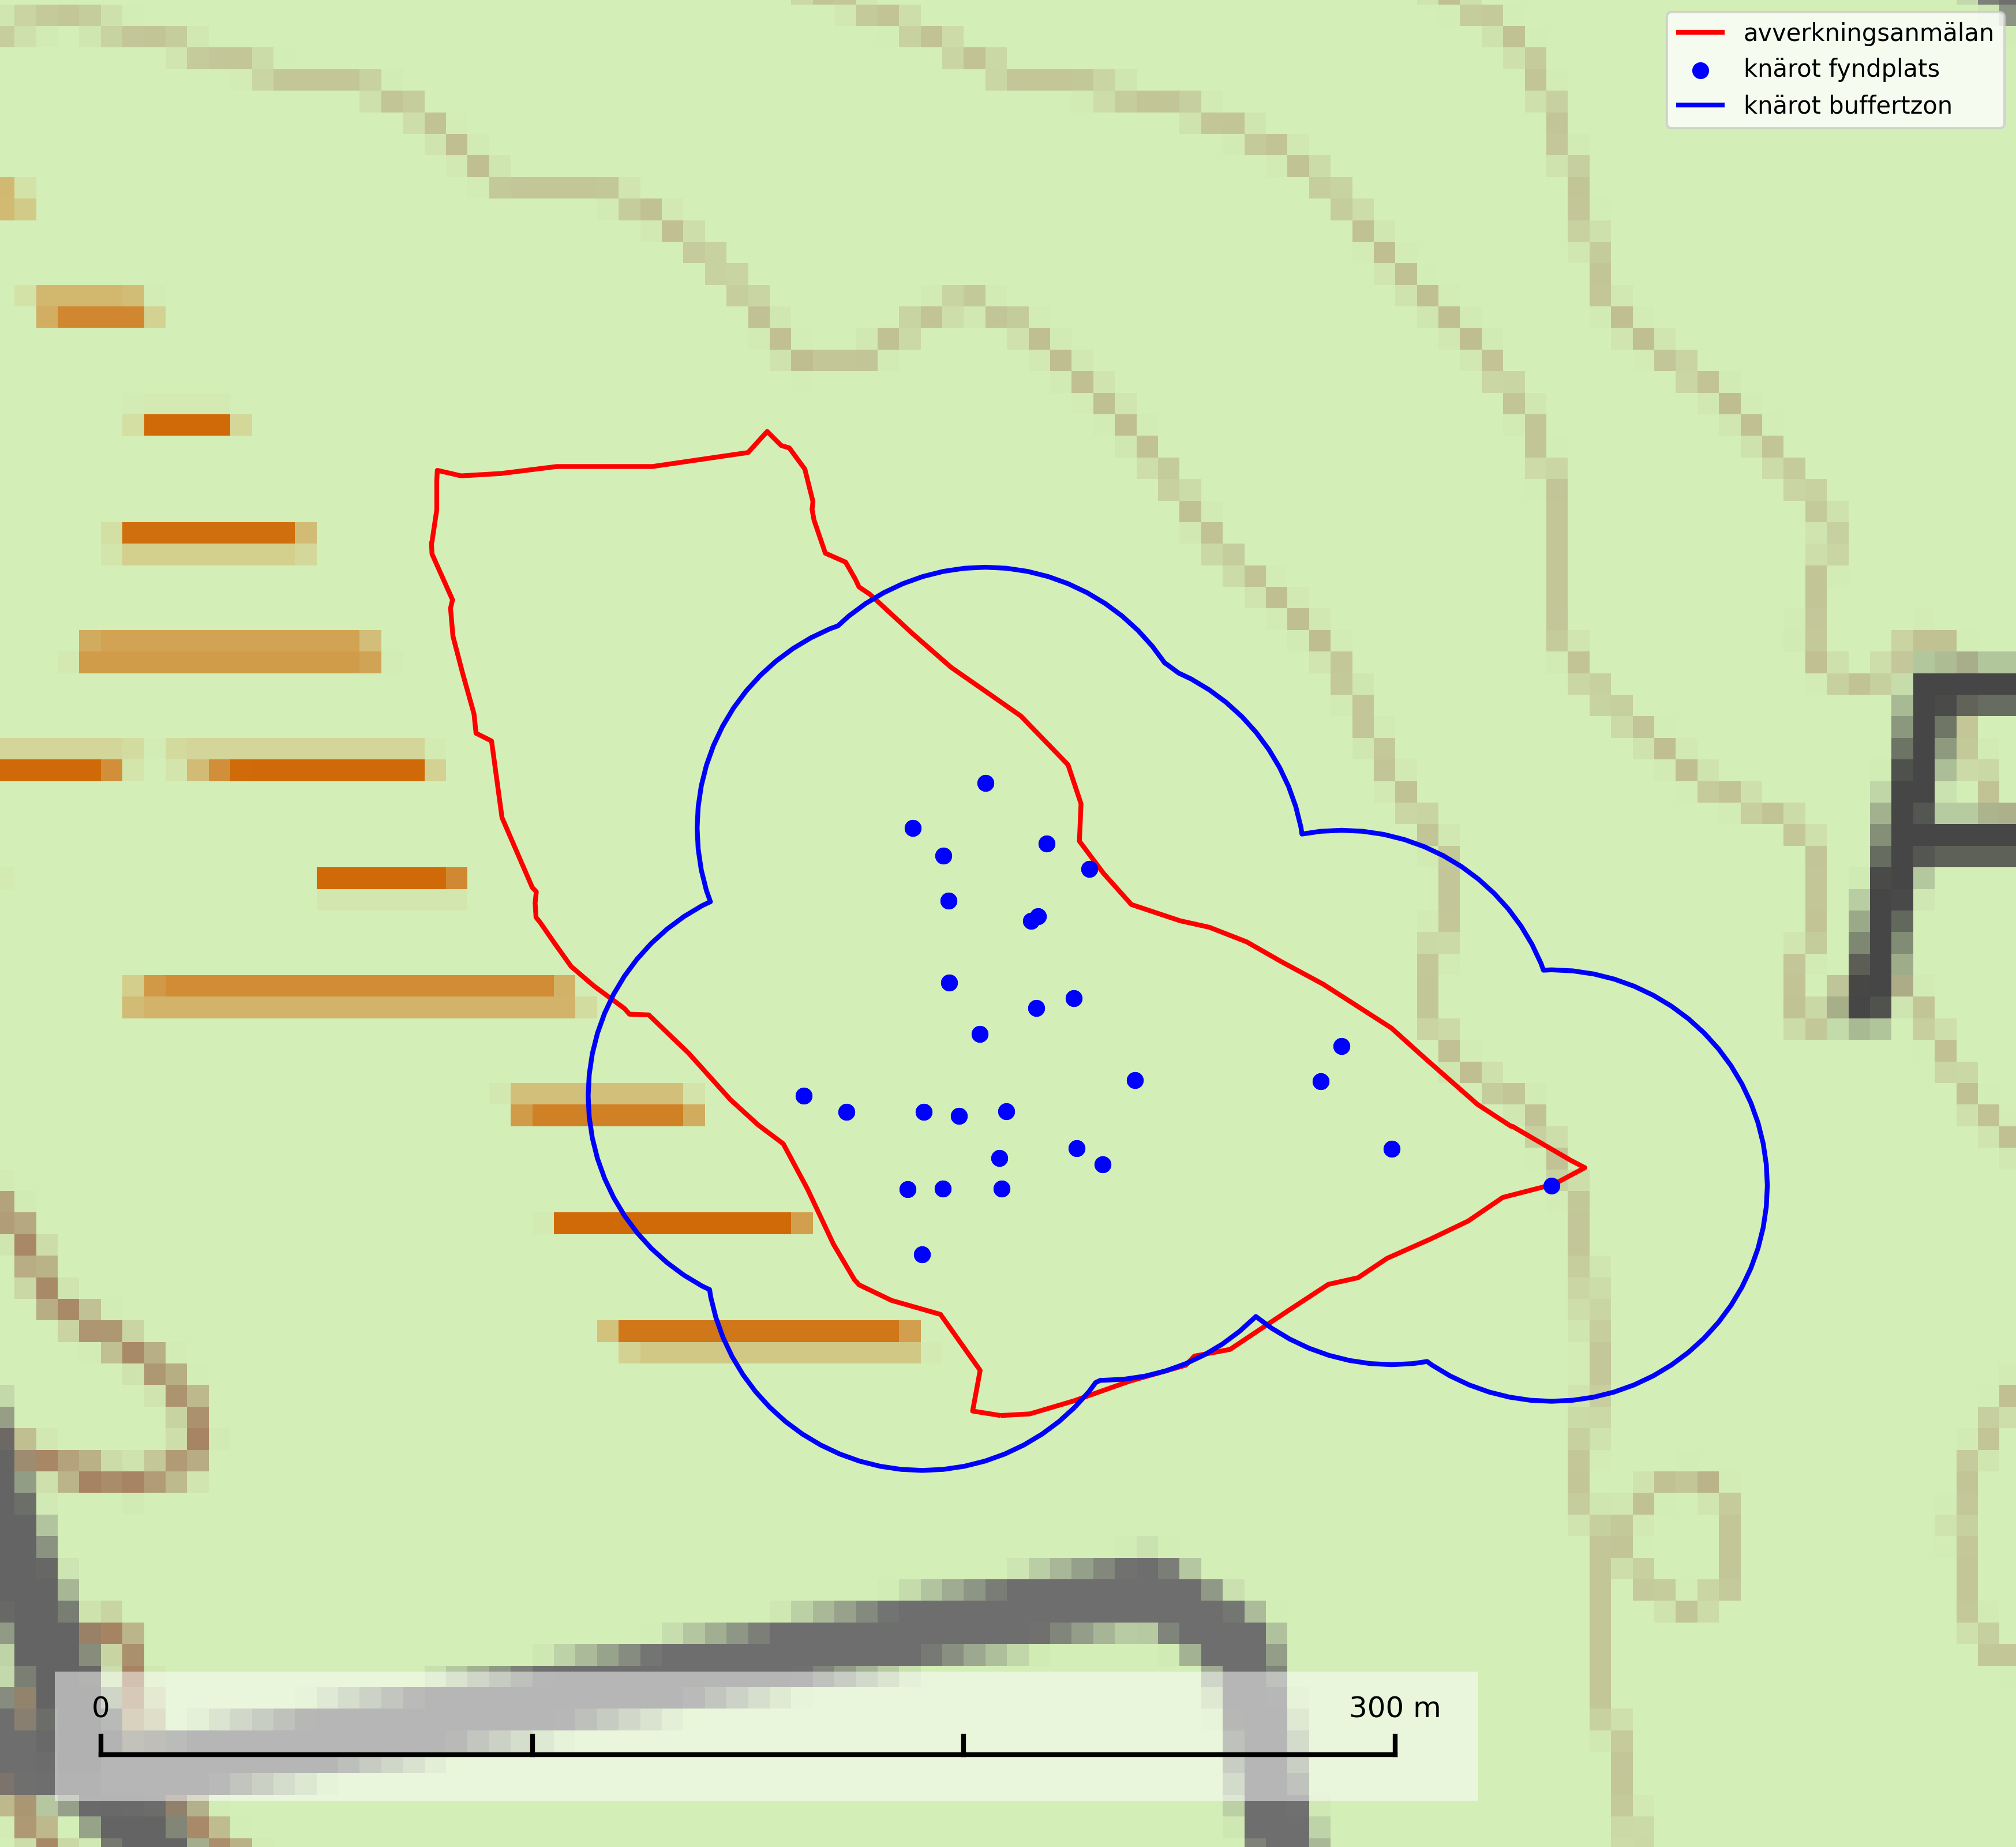 avverkningsanmälan
knärot fyndplats
knärot buffertzon
0
300 m